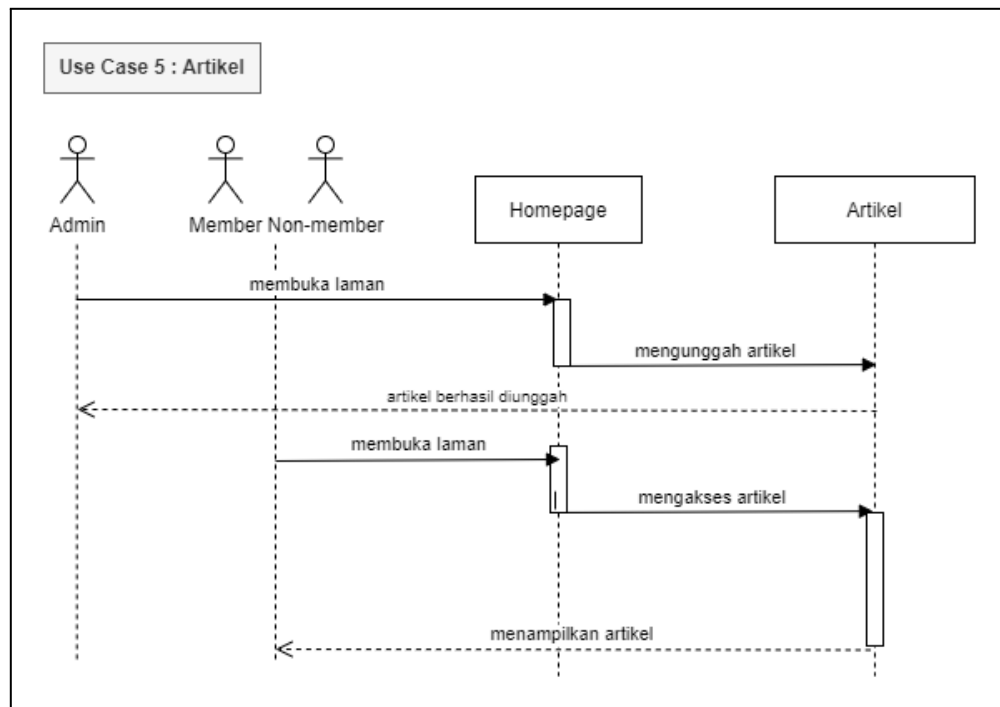 Use Case 5 : Artikel
Admin
Member Non-member
Homepage
Artikel
membuka laman
mengunggah artikel
artikel berhasil diunggah
membuka laman
mengakses artikel
menampilkan artikel